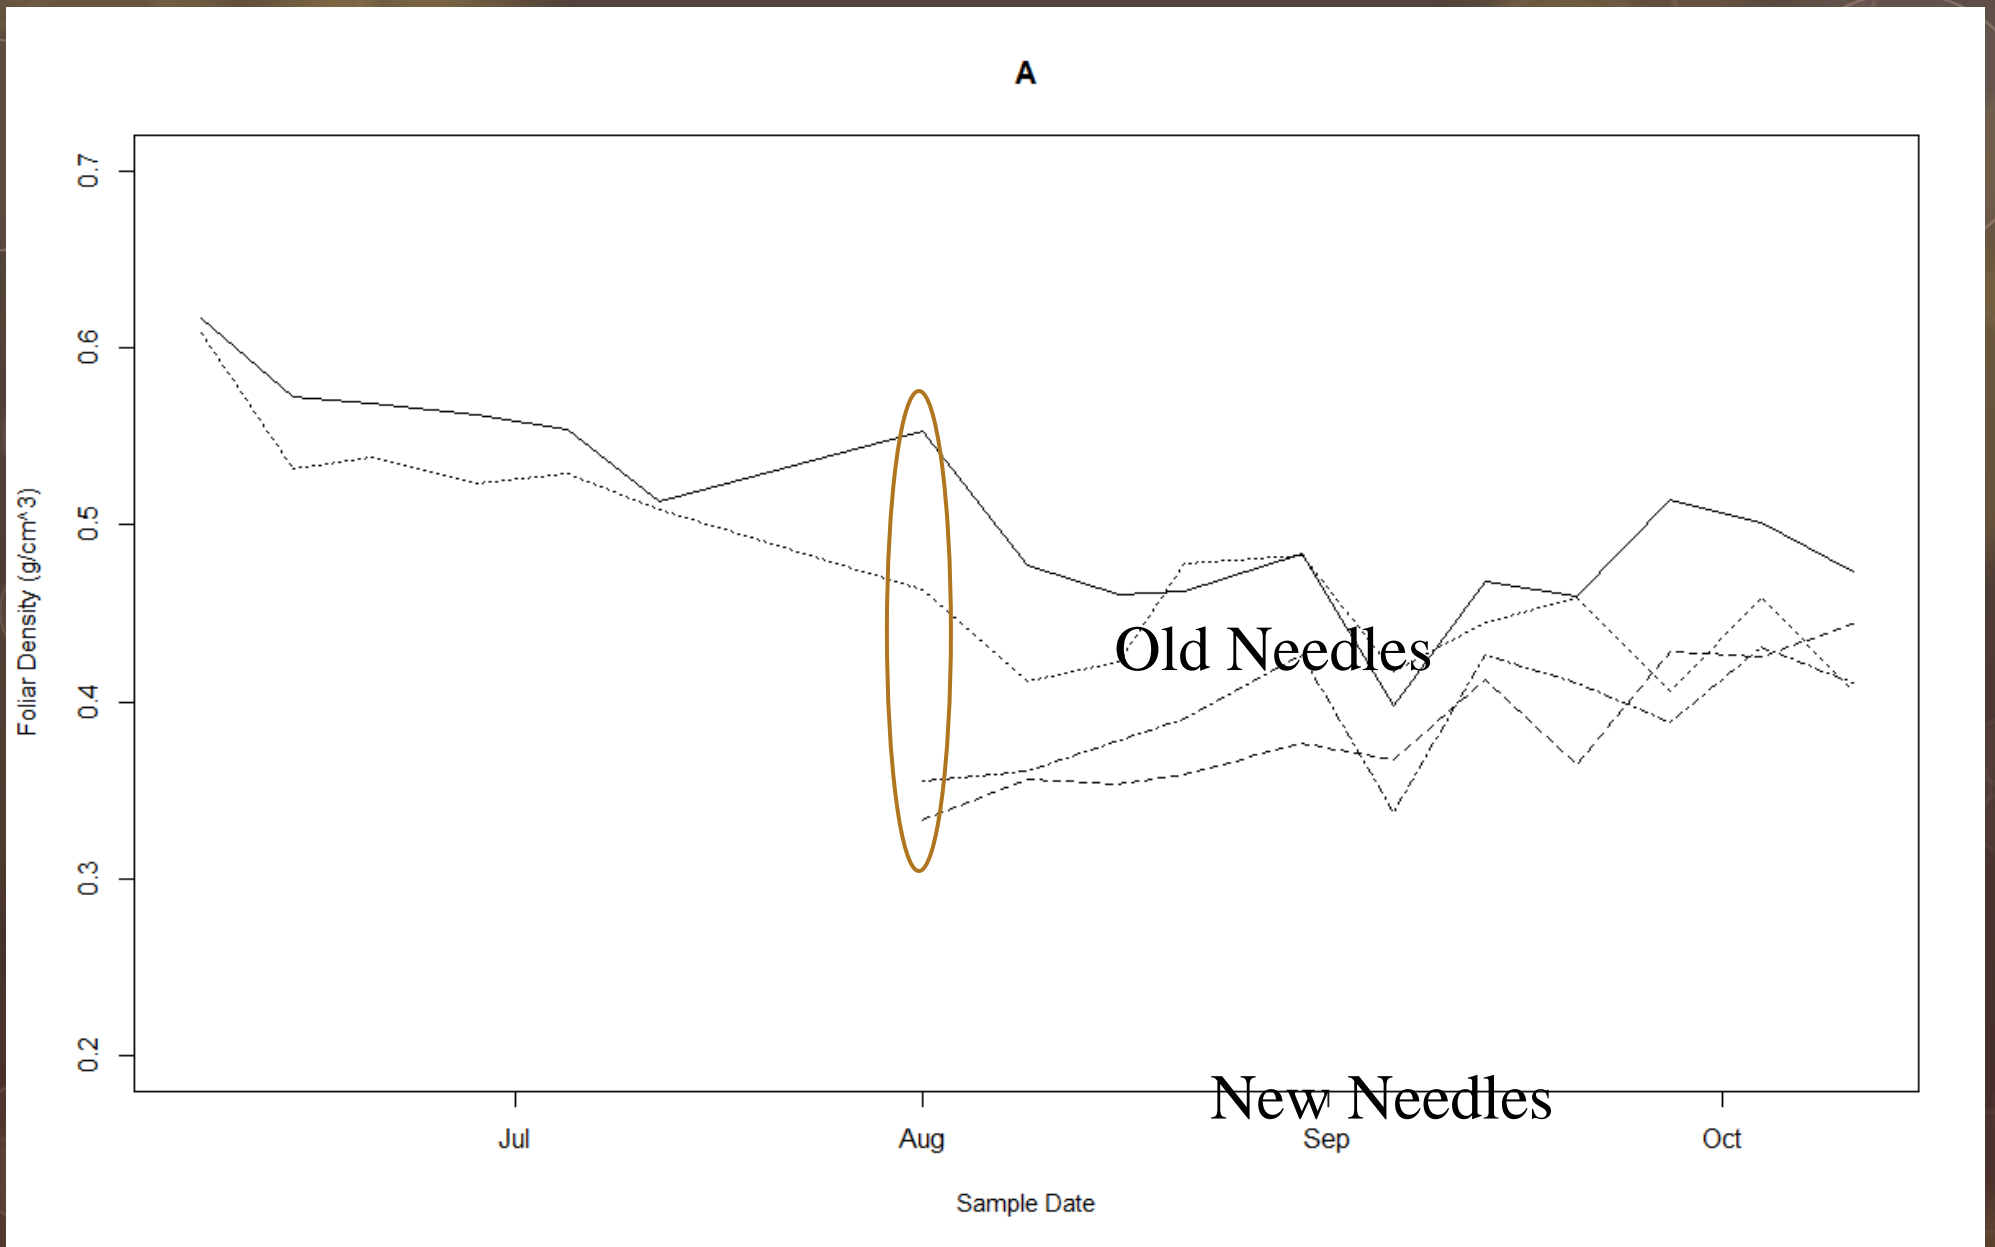 A
0.7
0.6
0.5
0.4
0.3
0.2
Foliar Density (g/cm^3)
Old Needles
New Needles
Jul Aug Sep Oct
Sample Date